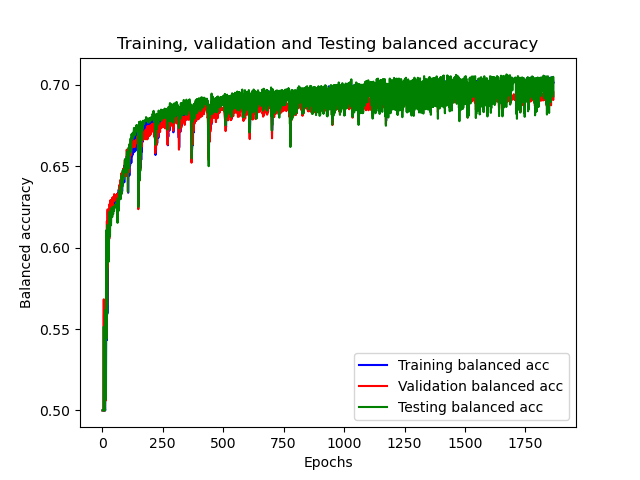 Training, validation and Testing balanced accuracy
Balanced accuracy
0.70
0.65
0.60
0.55
0.50
0 250 500 750 1000 1250 1500 1750
Epochs
Training balanced acc
Validation balanced acc
Testing balanced acc